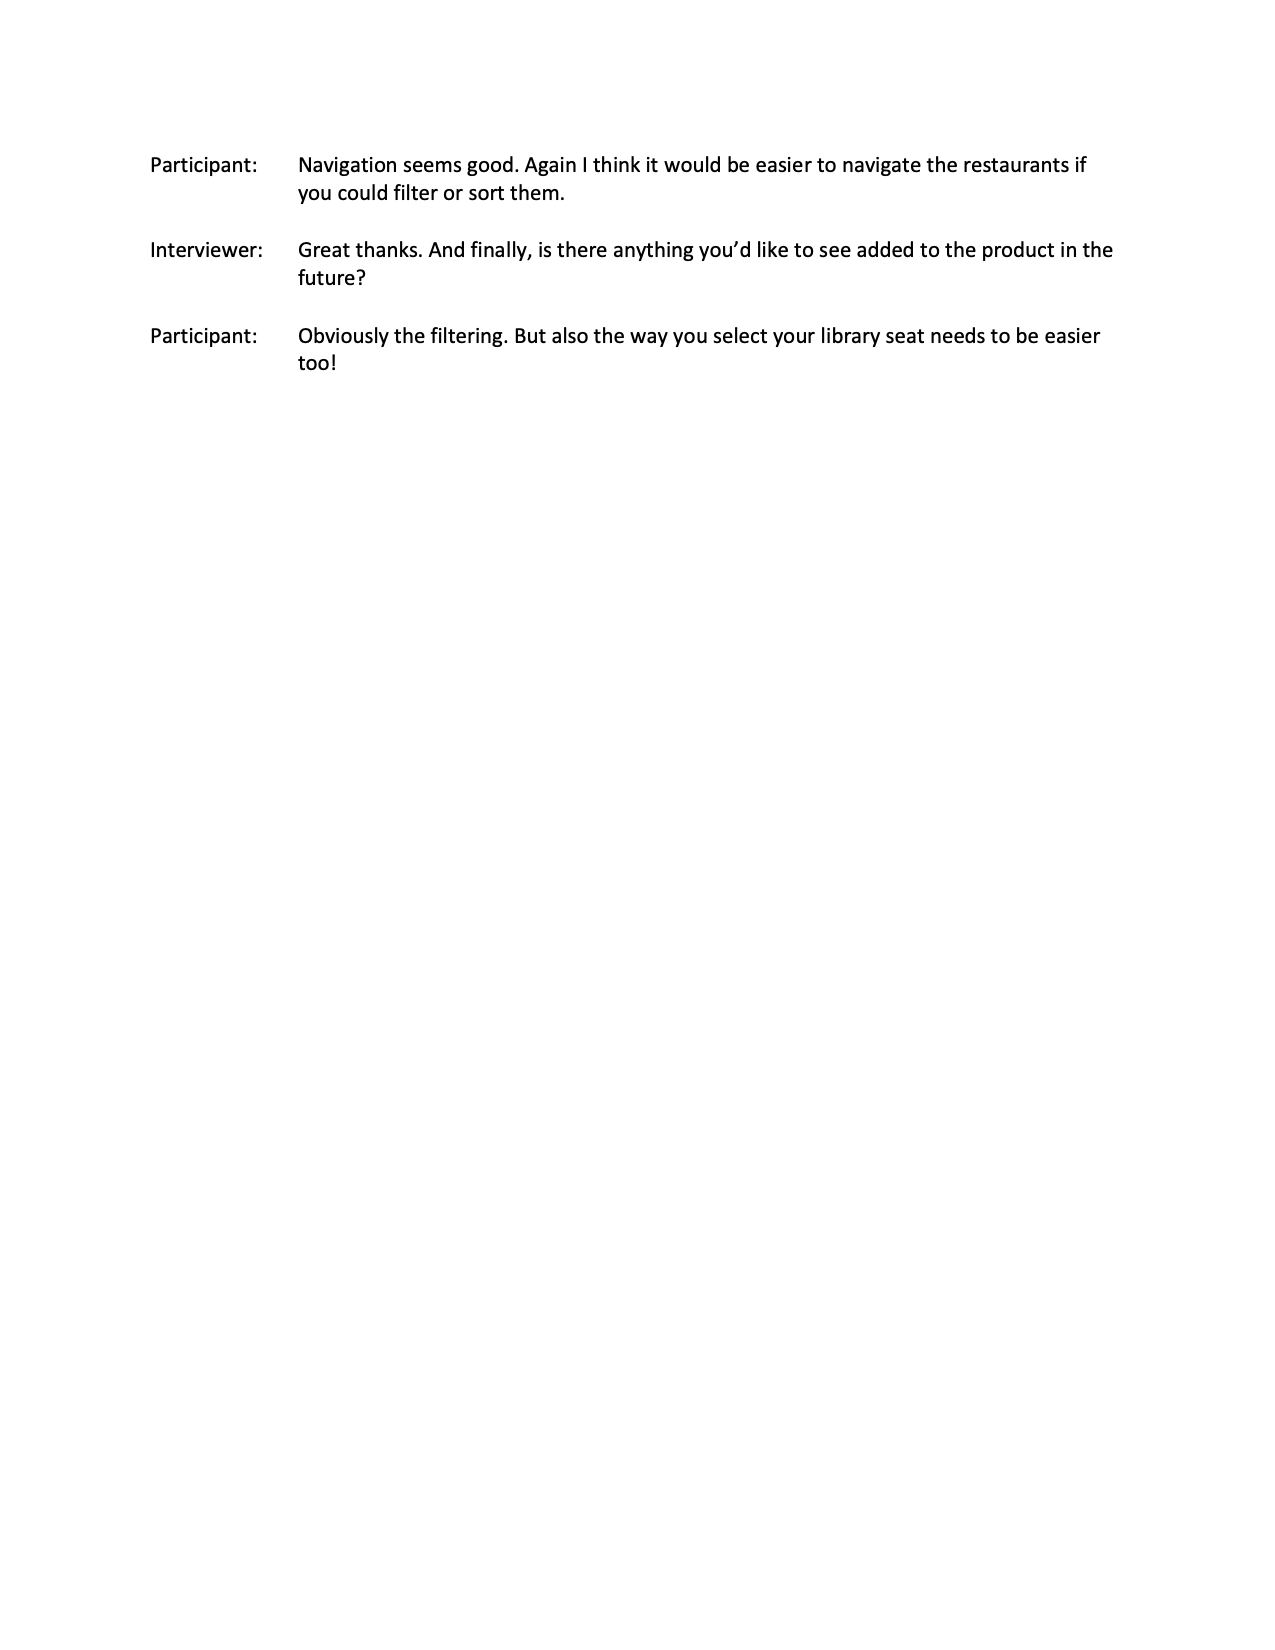 Participant: Navigation seems good. Again I think it would be easier to navigate the restaurants if
you could filter or sort them.
Interviewer: Great thanks. And finally, is there anything you’d like to see added to the product in the
future?
Participant: Obviously the filtering. But also the way you select your library seat needs to be easier
too!